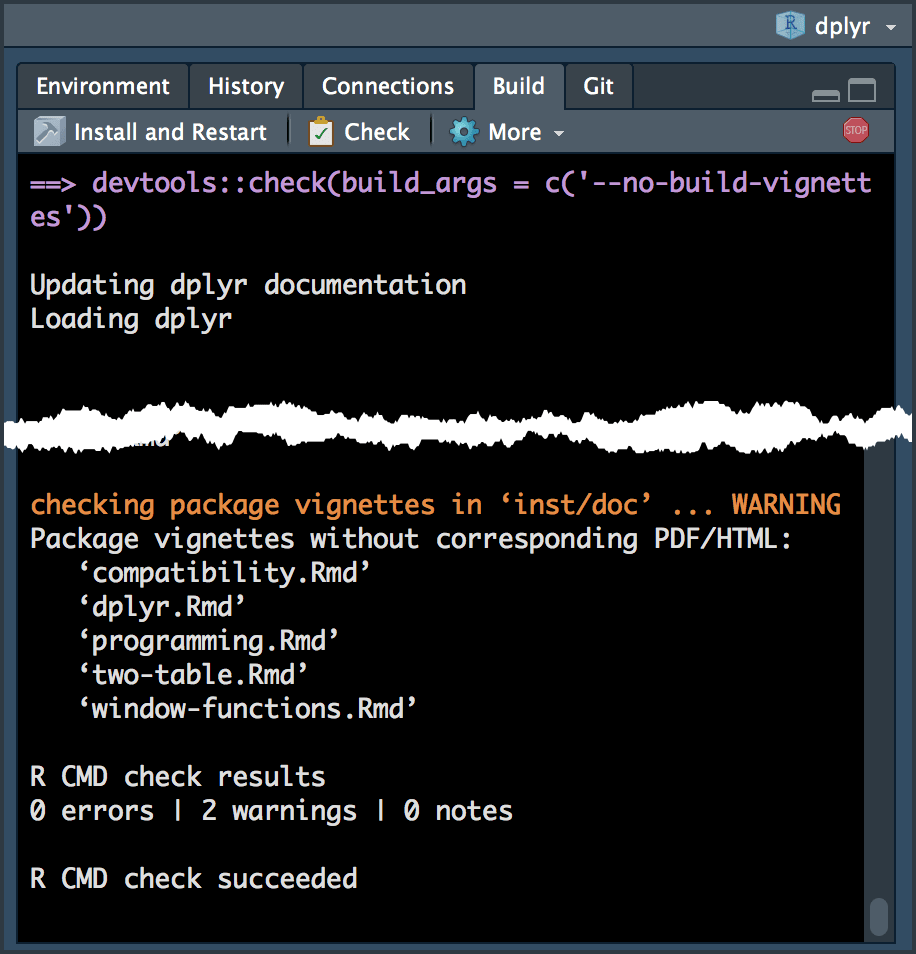 dplyr
Environment History Connections Build Git
Install and Restart Check More STOP
==> devtools::check(build_args = c('--no-build-vignett
es'))
Updating dplyr documentation
Loading dplyr
checking package vignettes in ‘inst/doc’ ... WARNING
Package vignettes without corresponding PDF/HTML:
‘compatibility.Rmd’
‘dplyr.Rmd’
‘programming.Rmd’
‘two-table.Rmd’
‘window-functions.Rmd’
R CMD check results
0 errors | 2 warnings | 0 notes
R CMD check succeeded